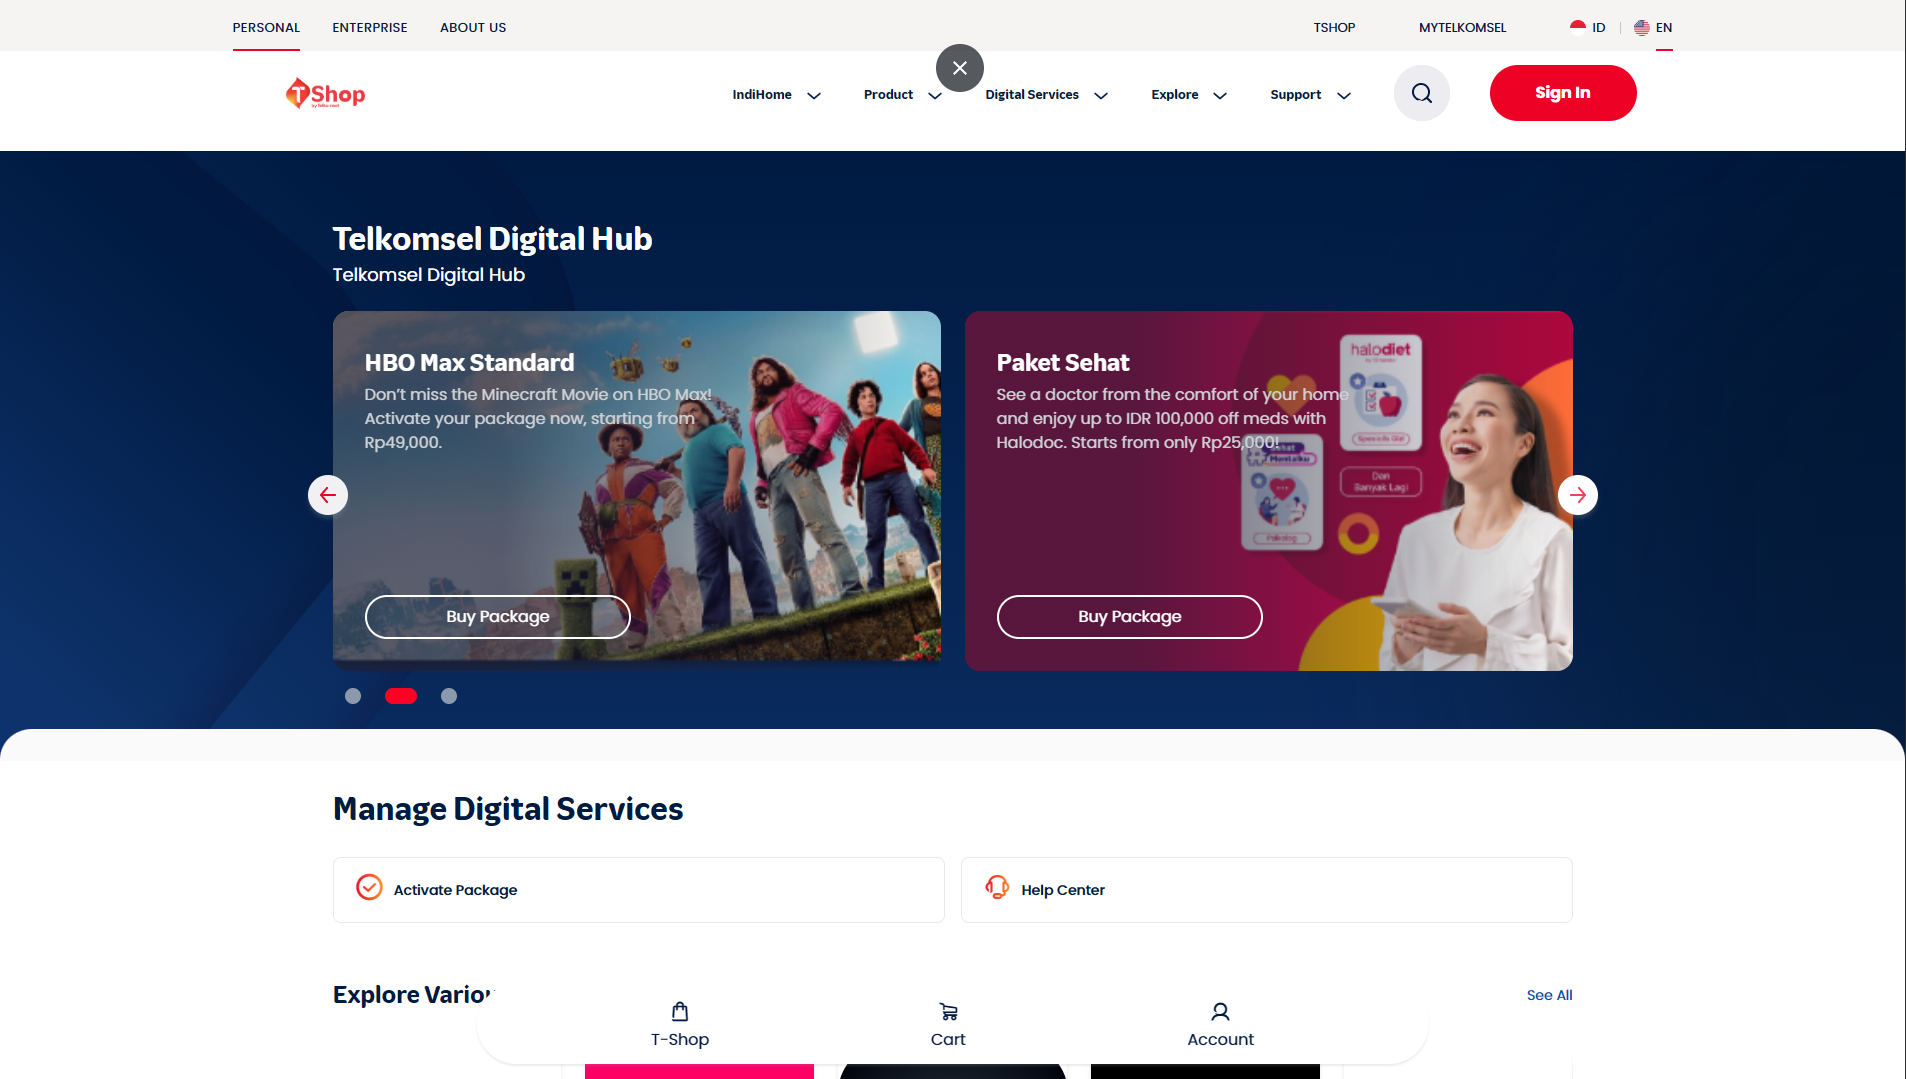 PERSONAL
ENTERPRISE
ABOUT US
TSHOP
MYTELKOMSEL
ID
EN
TShop
IndiHome
Product
Digital Services
Explore
Support
Sign In
Telkomsel Digital Hub
Telkomsel Digital Hub
HBO Max Standard
Don’t miss the Minecraft Movie on HBO Max!
Activate your package now, starting from
Rp49,000.
Buy Package
Paket Sehat
See a doctor from the comfort of your home
and enjoy up to IDR 100,000 off meds with
Halodoc. Starts from only Rp25,000!
halodiet
Spesialis Gizi
Dan
Banyak Lagi
Psikolog
Buy Package
Manage Digital Services
Activate Package
Help Center
Explore Variou
See All
T-Shop
Cart
Account